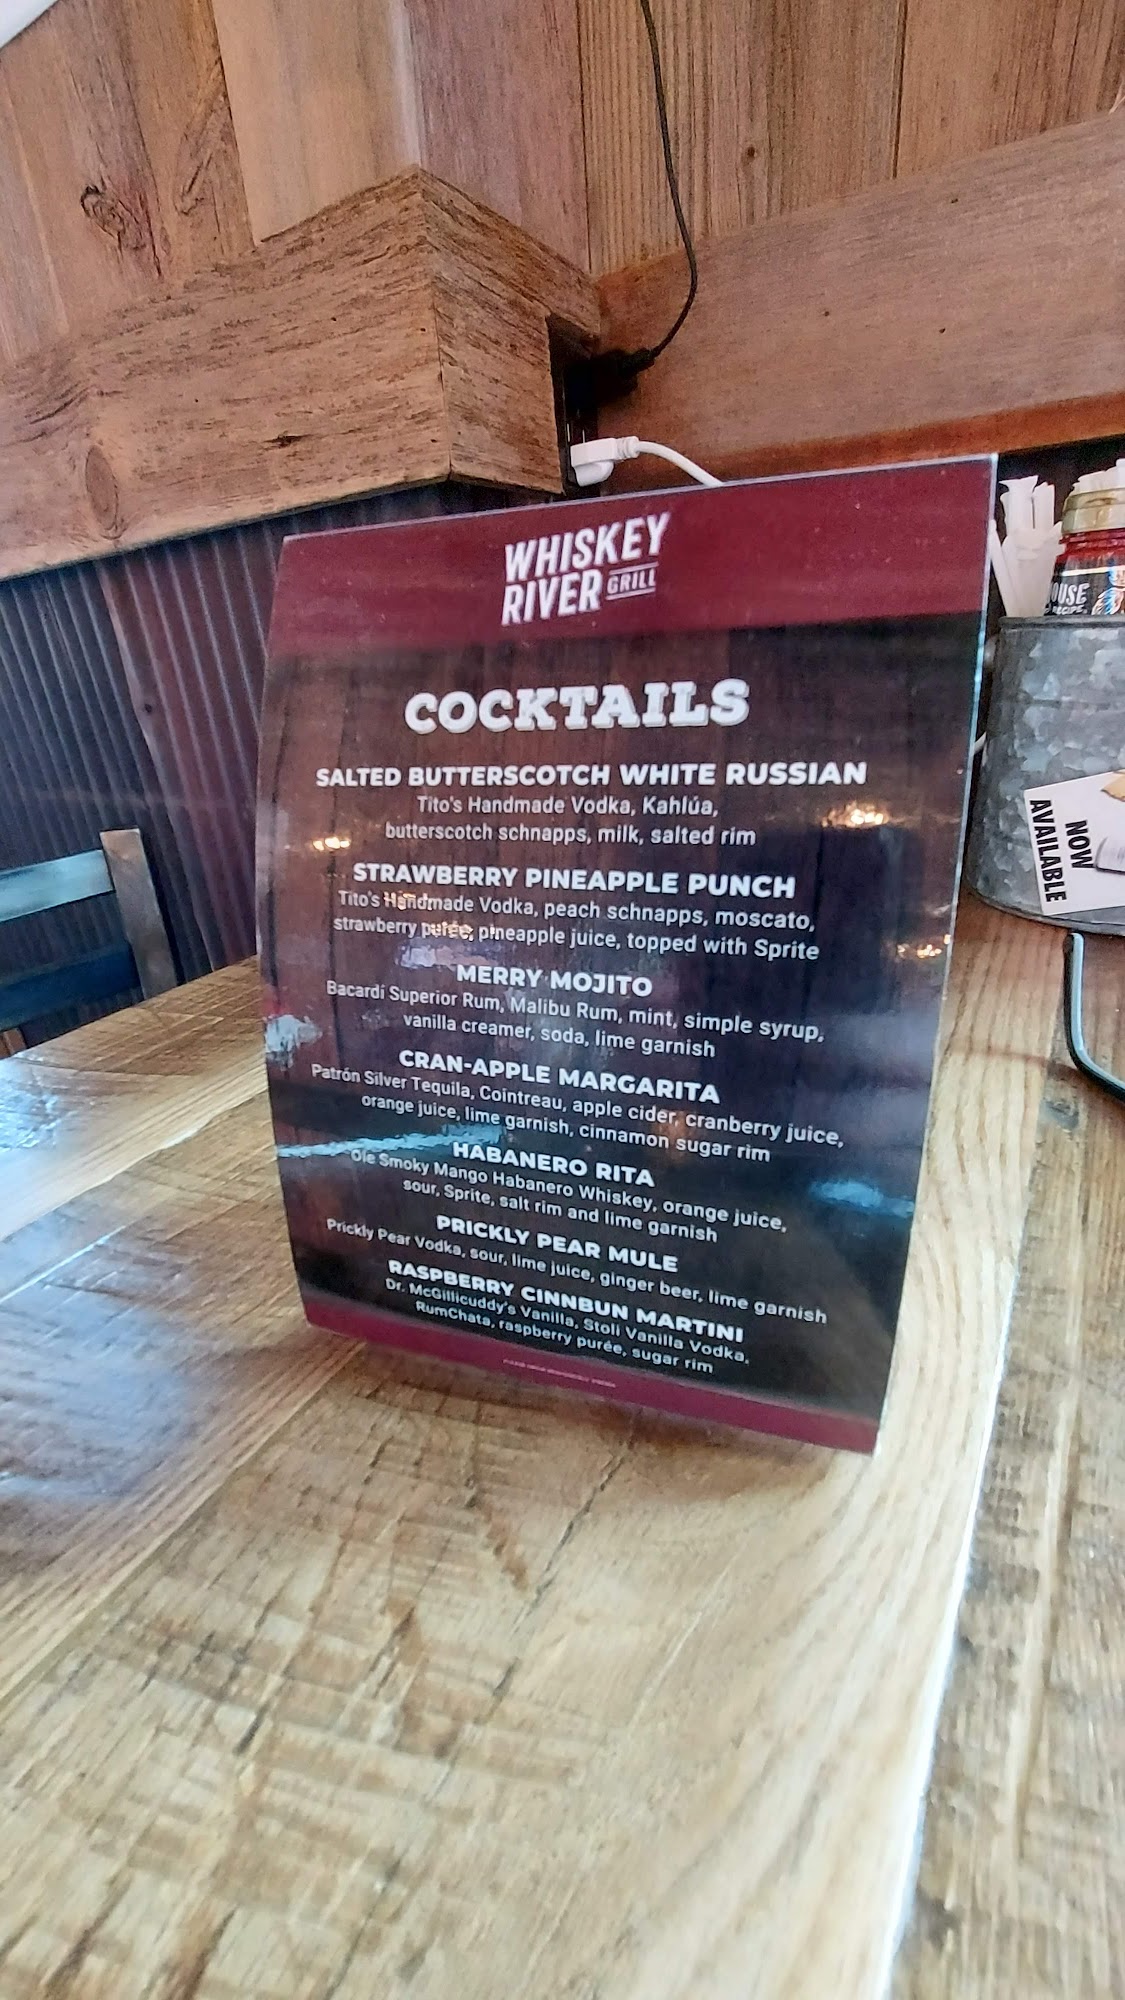 WHISKEY
RIVER GRILL
COCKTAILS
SALTED BUTTERSCOTCH WHITE RUSSIAN
Tito's Handmade Vodka, Kahlúa,
butterscotch schnapps, milk, salted rim
STRAWBERRY PINEAPPLE PUNCH
Tito's Handmade Vodka, peach schnapps, moscato,
strawberry purée, pineapple juice, topped with Sprite
MERRY MOJITO
Bacardí Superior Rum, Malibu Rum, mint, simple syrup,
vanilla creamer, soda, lime garnish
CRAN-APPLE MARGARITA
Patrón Silver Tequila, Cointreau, apple cider, cranberry juice,
orange juice, lime garnish, cinnamon sugar rim
HABANERO RITA
Ole Smoky Mango Habanero Whiskey, orange juice,
sour, Sprite, salt rim and lime garnish
PRICKLY PEAR MULE
Prickly Pear Vodka, sour, lime juice, ginger beer, lime garnish
RASPBERRY CINNBUN MARTINI
Dr. McGillicuddy's Vanilla, Stoli Vanilla Vodka,
RumChata, raspberry purée, sugar rim
NOW
AVAILABLE